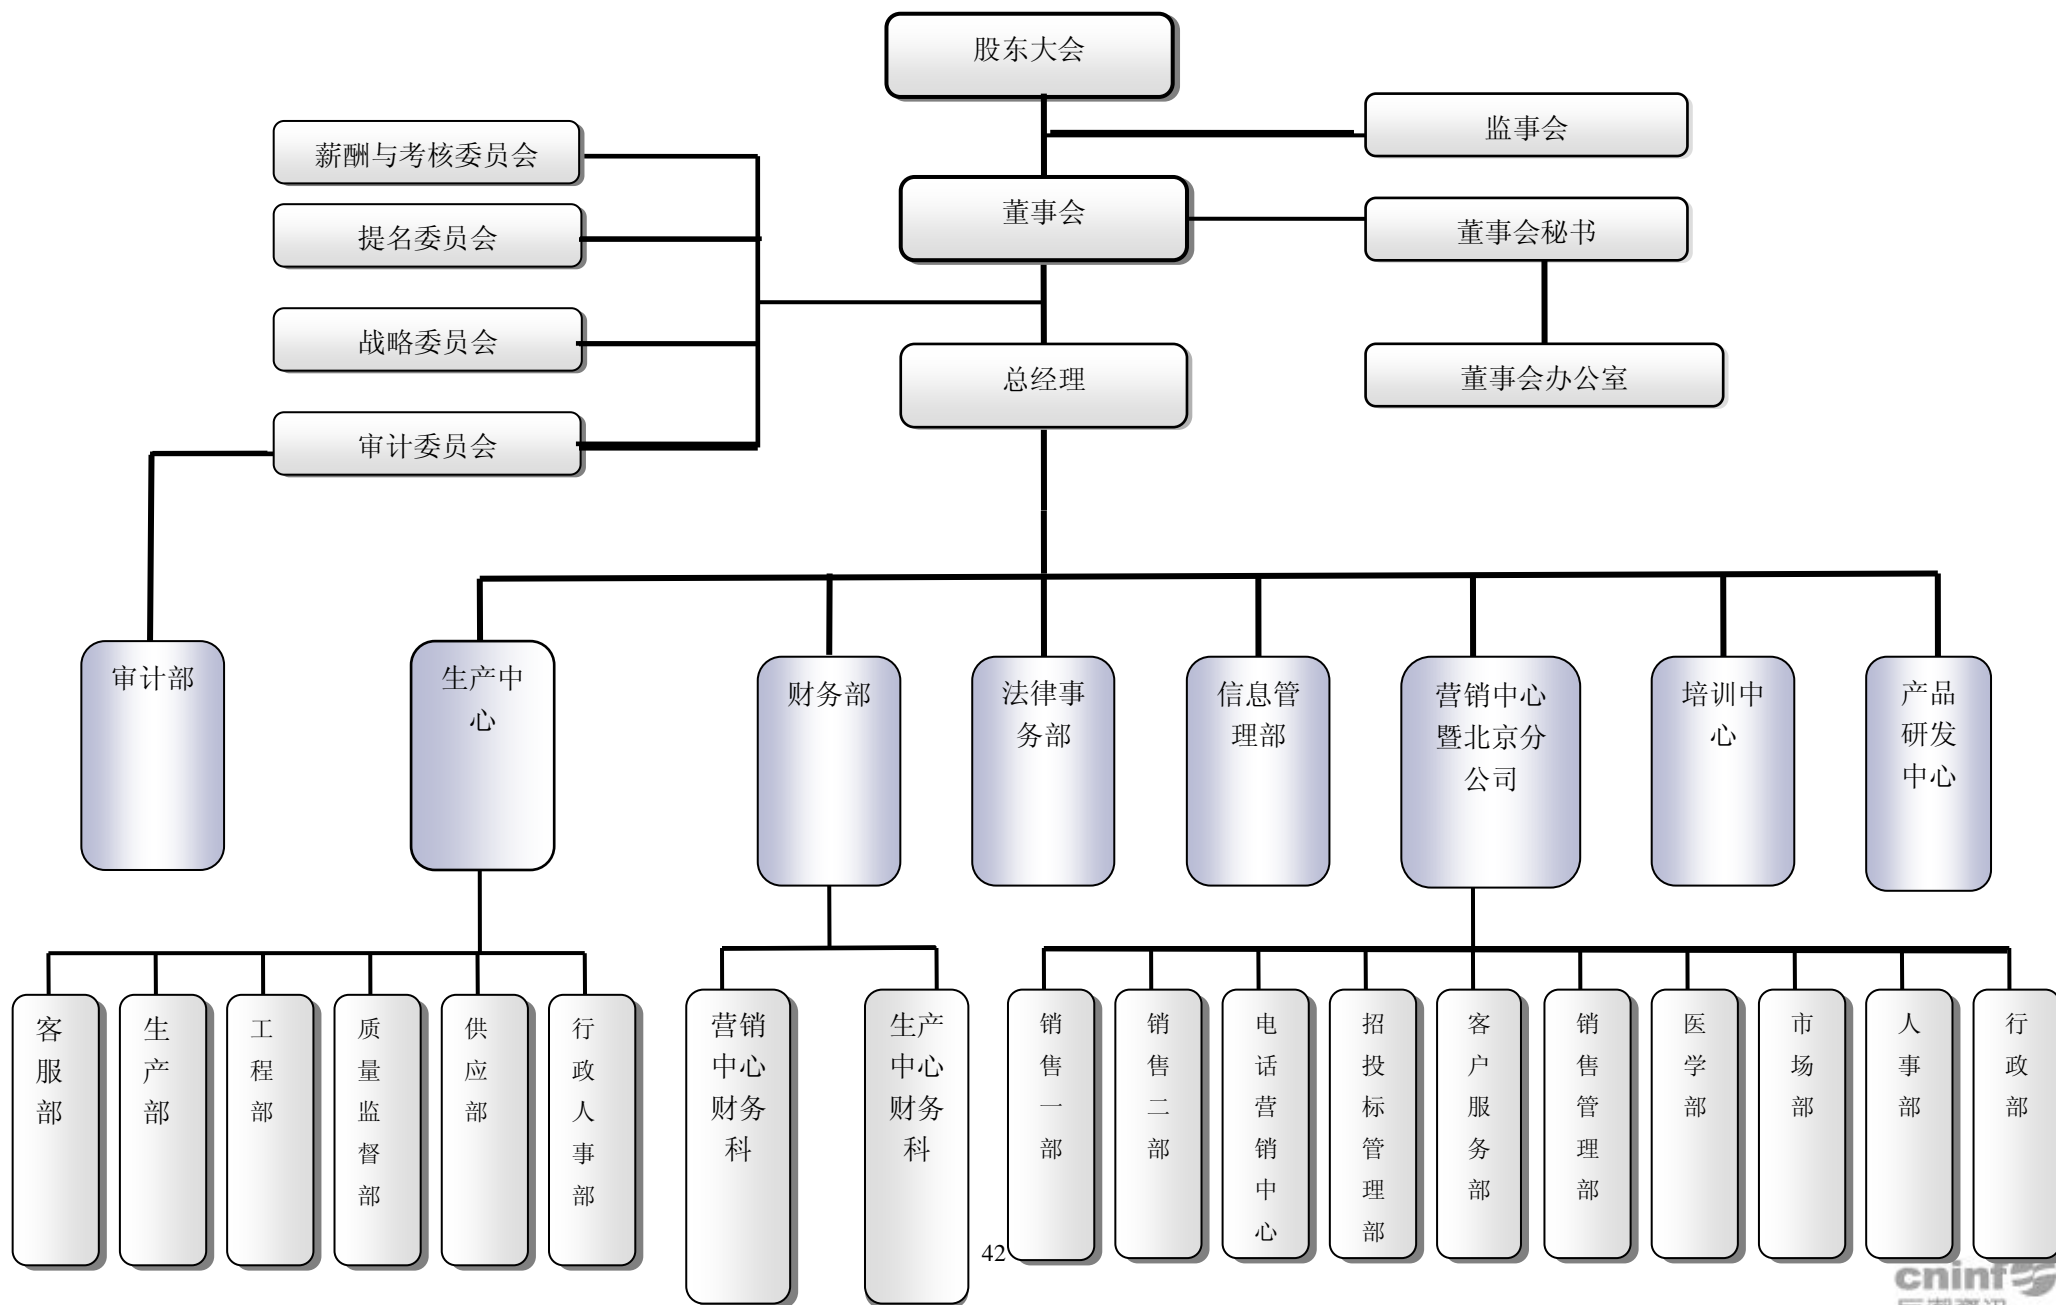 股东大会
监事会
薪酬与考核委员会
董事会
提名委员会
董事会秘书
战略委员会
总经理
董事会办公室
审计委员会
审计部
生产中
心
财务部
法律事
务部
信息管
理部
营销中心
暨北京分
公司
培训中
心
产品
研发
中心
客
服
部
生
产
部
工
程
部
质
量
监
督
部
供
应
部
行
政
人
事
部
营销
中心
财务
科
生产
中心
财务
科
销
售
一
部
销
售
二
部
电
话
营
销
中
心
招
投
标
管
理
部
客
户
服
务
部
销
售
管
理
部
医
学
部
市
场
部
人
事
部
行
政
部
42
cninf